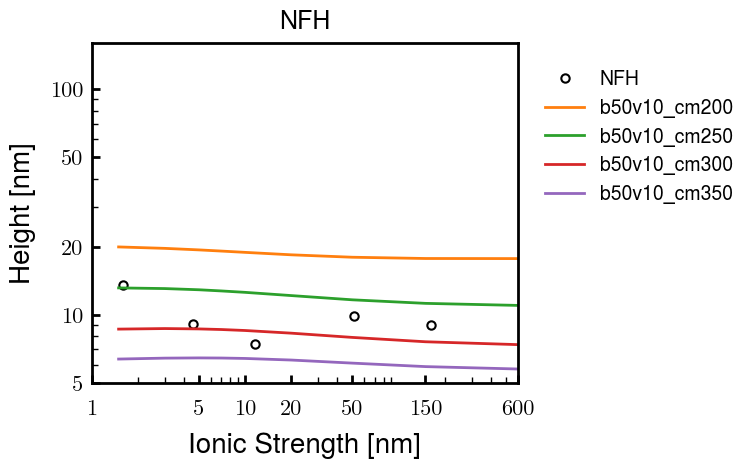 NFH
Height [nm]
100
50
20
10
5
1 5 10 20 50 150 600
Ionic Strength [nm]
NFH
b50v10_cm200
b50v10_cm250
b50v10_cm300
b50v10_cm350